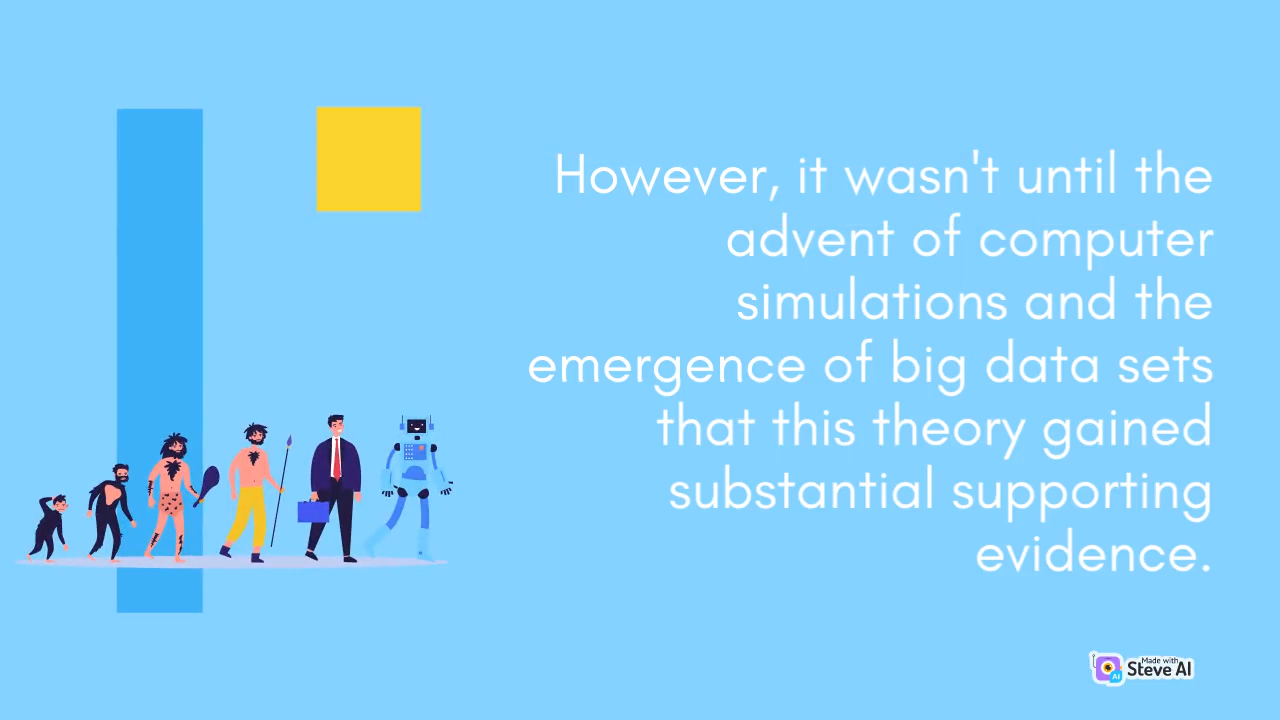 However, it wasn't until the
advent of computer
simulations and the
emergence of big data sets
that this theory gained
substantial supporting
evidence.
Made with
Steve AI
AI